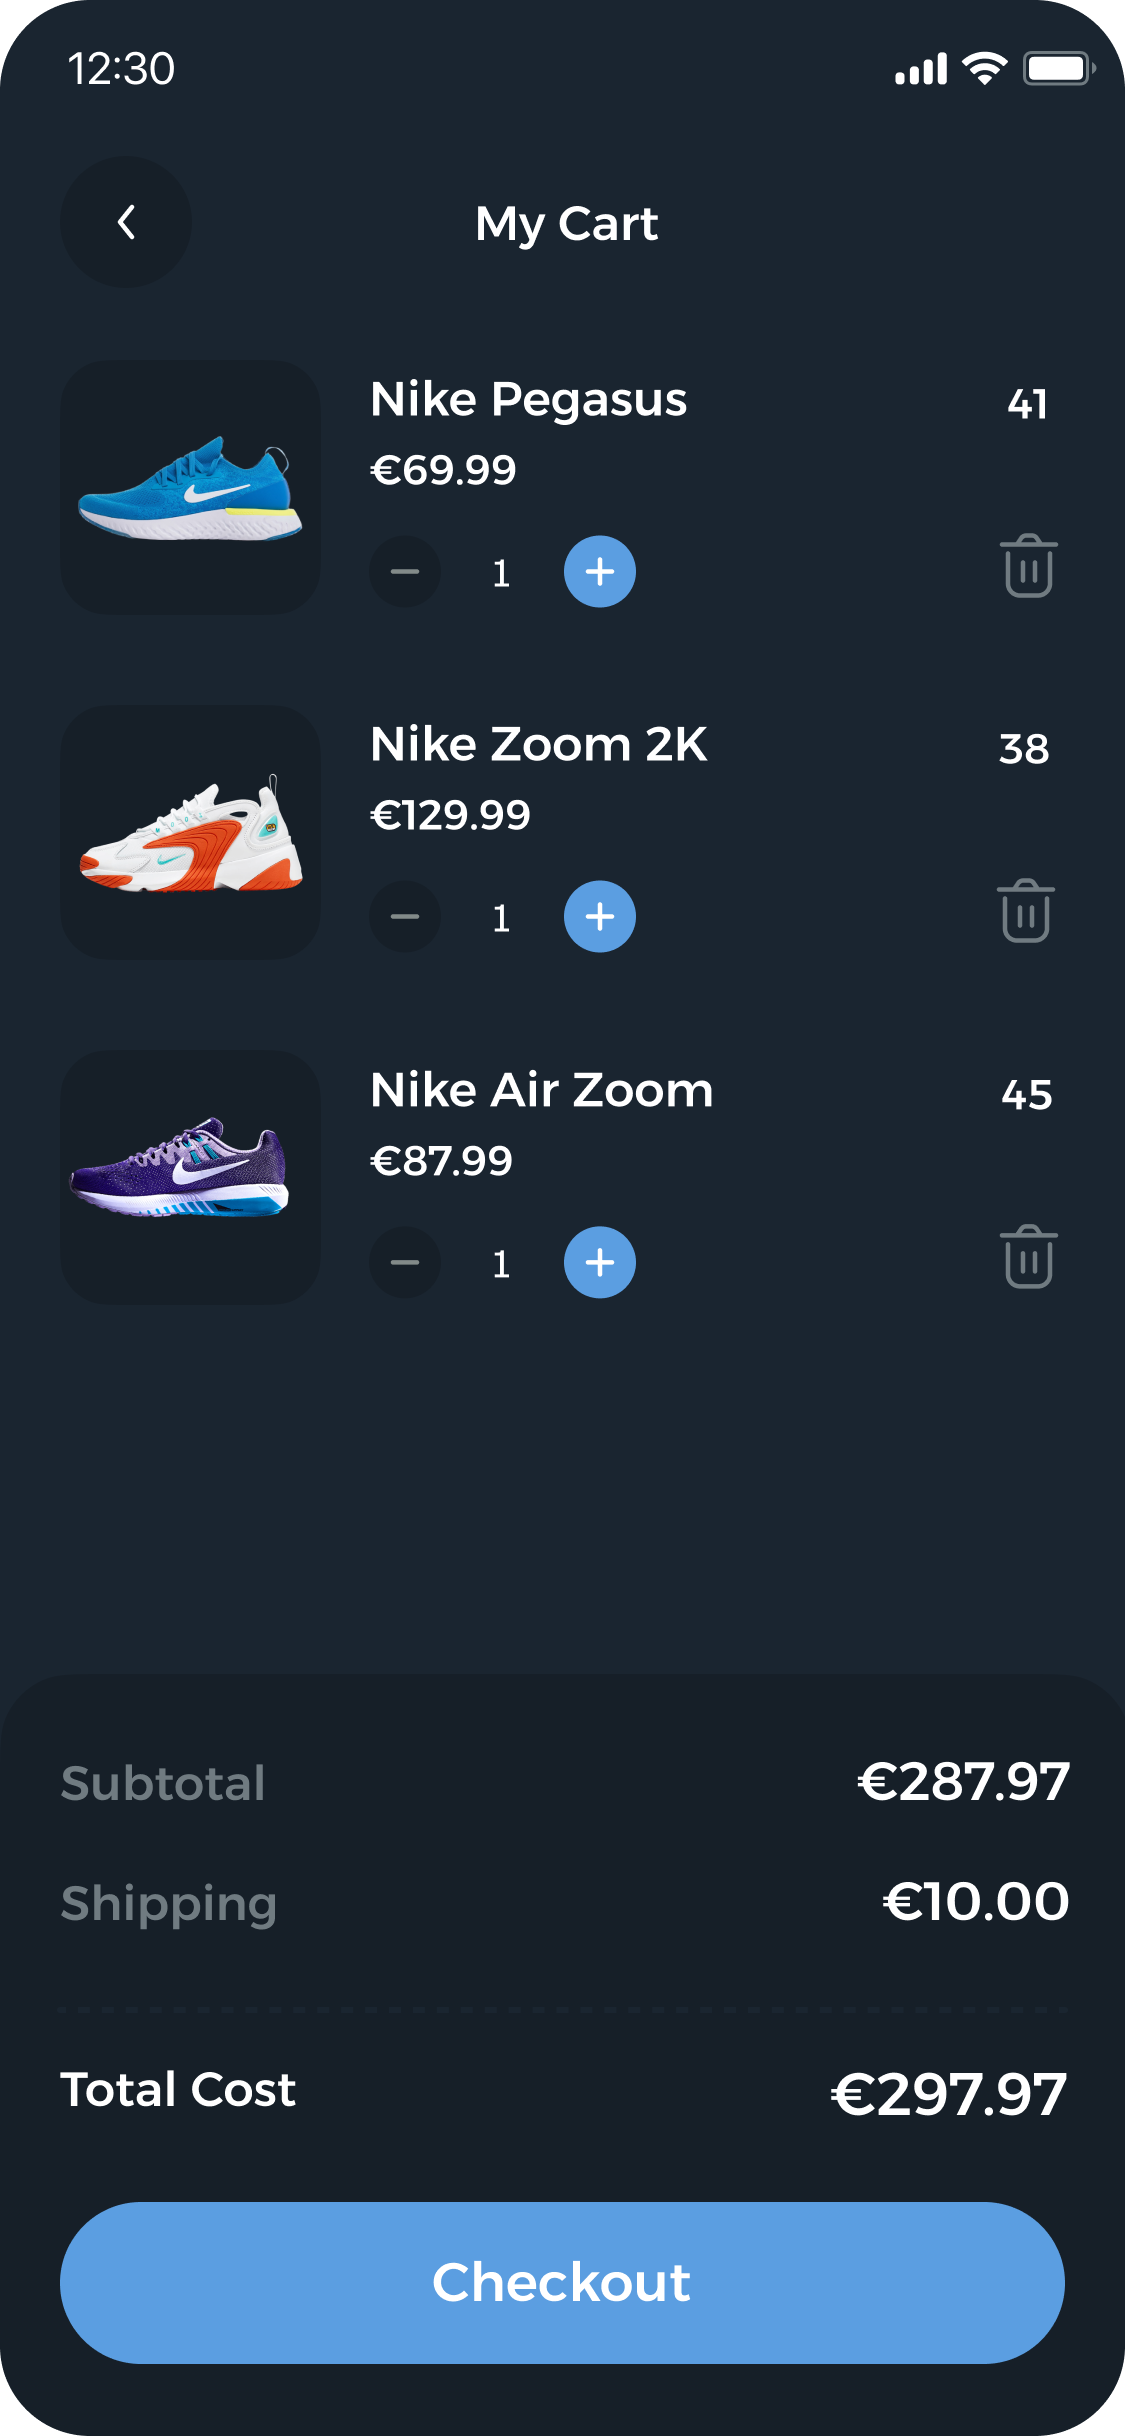 12:30
My Cart
Nike Pegasus
41
€69.99
1
Nike Zoom 2K
38
€129.99
1
Nike Air Zoom
45
€87.99
1
Subtotal
€287.97
Shipping
€10.00
Total Cost
€297.97
Checkout